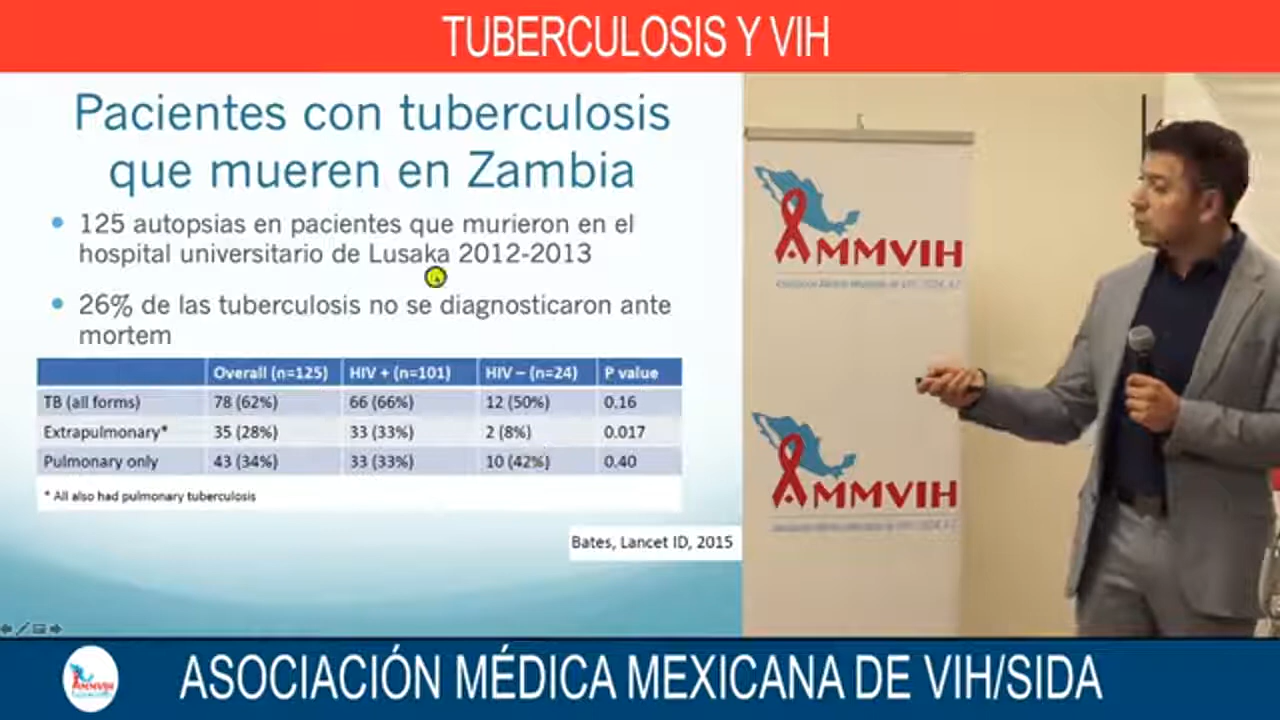 TUBERCULOSIS Y VIH
Pacientes con tuberculosis
que mueren en Zambia
• 125 autopsias en pacientes que murieron en el
hospital universitario de Lusaka 2012-2013
• 26% de las tuberculosis no se diagnosticaron ante
mortem
Overall (n=125) HIV + (n=101) HIV – (n=24) P value
TB (all forms) 78 (62%) 66 (66%) 12 (50%) 0.16
Extrapulmonary* 35 (28%) 33 (33%) 2 (8%) 0.017
Pulmonary only 43 (34%) 33 (33%) 10 (42%) 0.40
* All also had pulmonary tuberculosis
Bates, Lancet ID, 2015
AMMVIH
AMMVIH
AMMVIH
ASOCIACIÓN MÉDICA MEXICANA DE VIH/SIDA